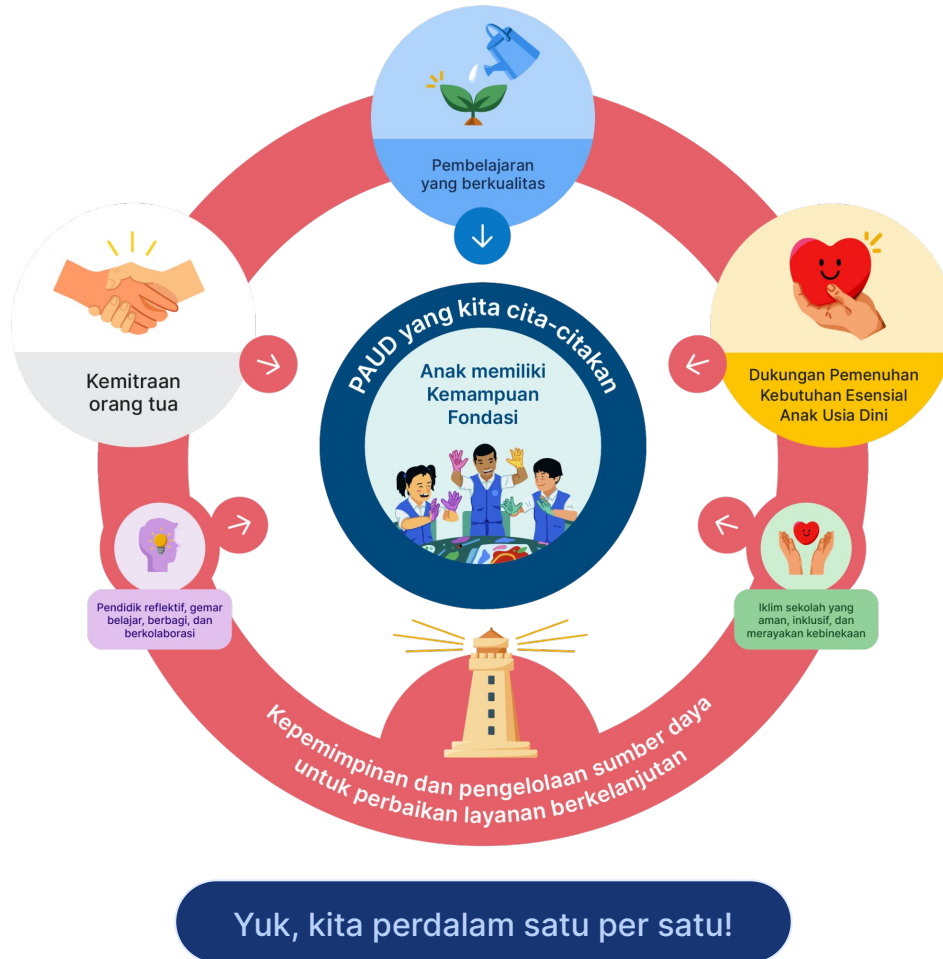 Pembelajaran
yang berkualitas
Kemitraan
orang tua
PAUD yang kita cita-citakan
Anak memiliki
Kemampuan
Fondasi
Dukungan Pemenuhan
Kebutuhan Esensial
Anak Usia Dini
Pendidik reflektif, gemar
belajar, berbagi, dan
berkolaborasi
Iklim sekolah yang
aman, inklusif, dan
merayakan kebinekaan
Kepemimpinan dan pengelolaan sumber daya
untuk perbaikan layanan berkelanjutan
Yuk, kita perdalam satu per satu!